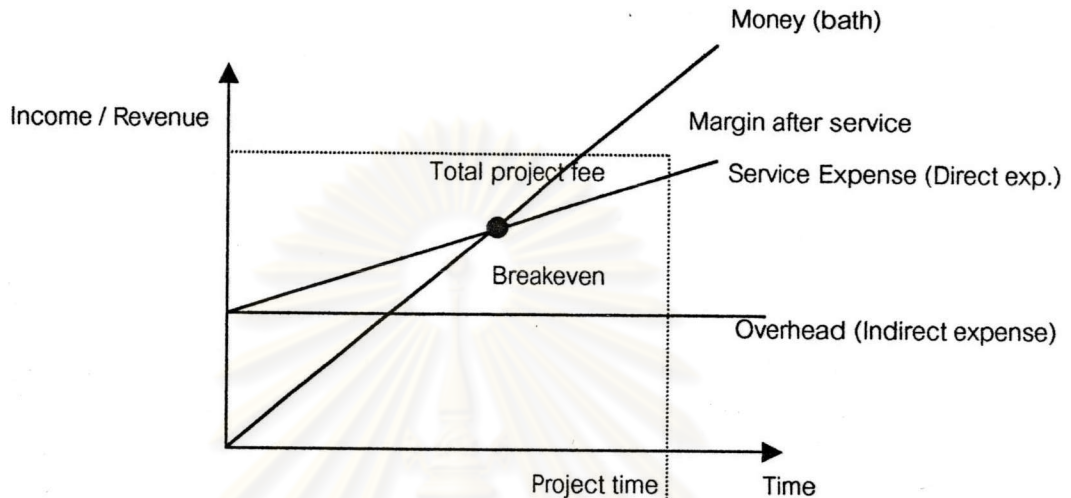 Money (bath)
Income / Revenue
Margin after service
Total project fee
Service Expense (Direct exp.)
Breakeven
Overhead (Indirect expense)
Project time
Time